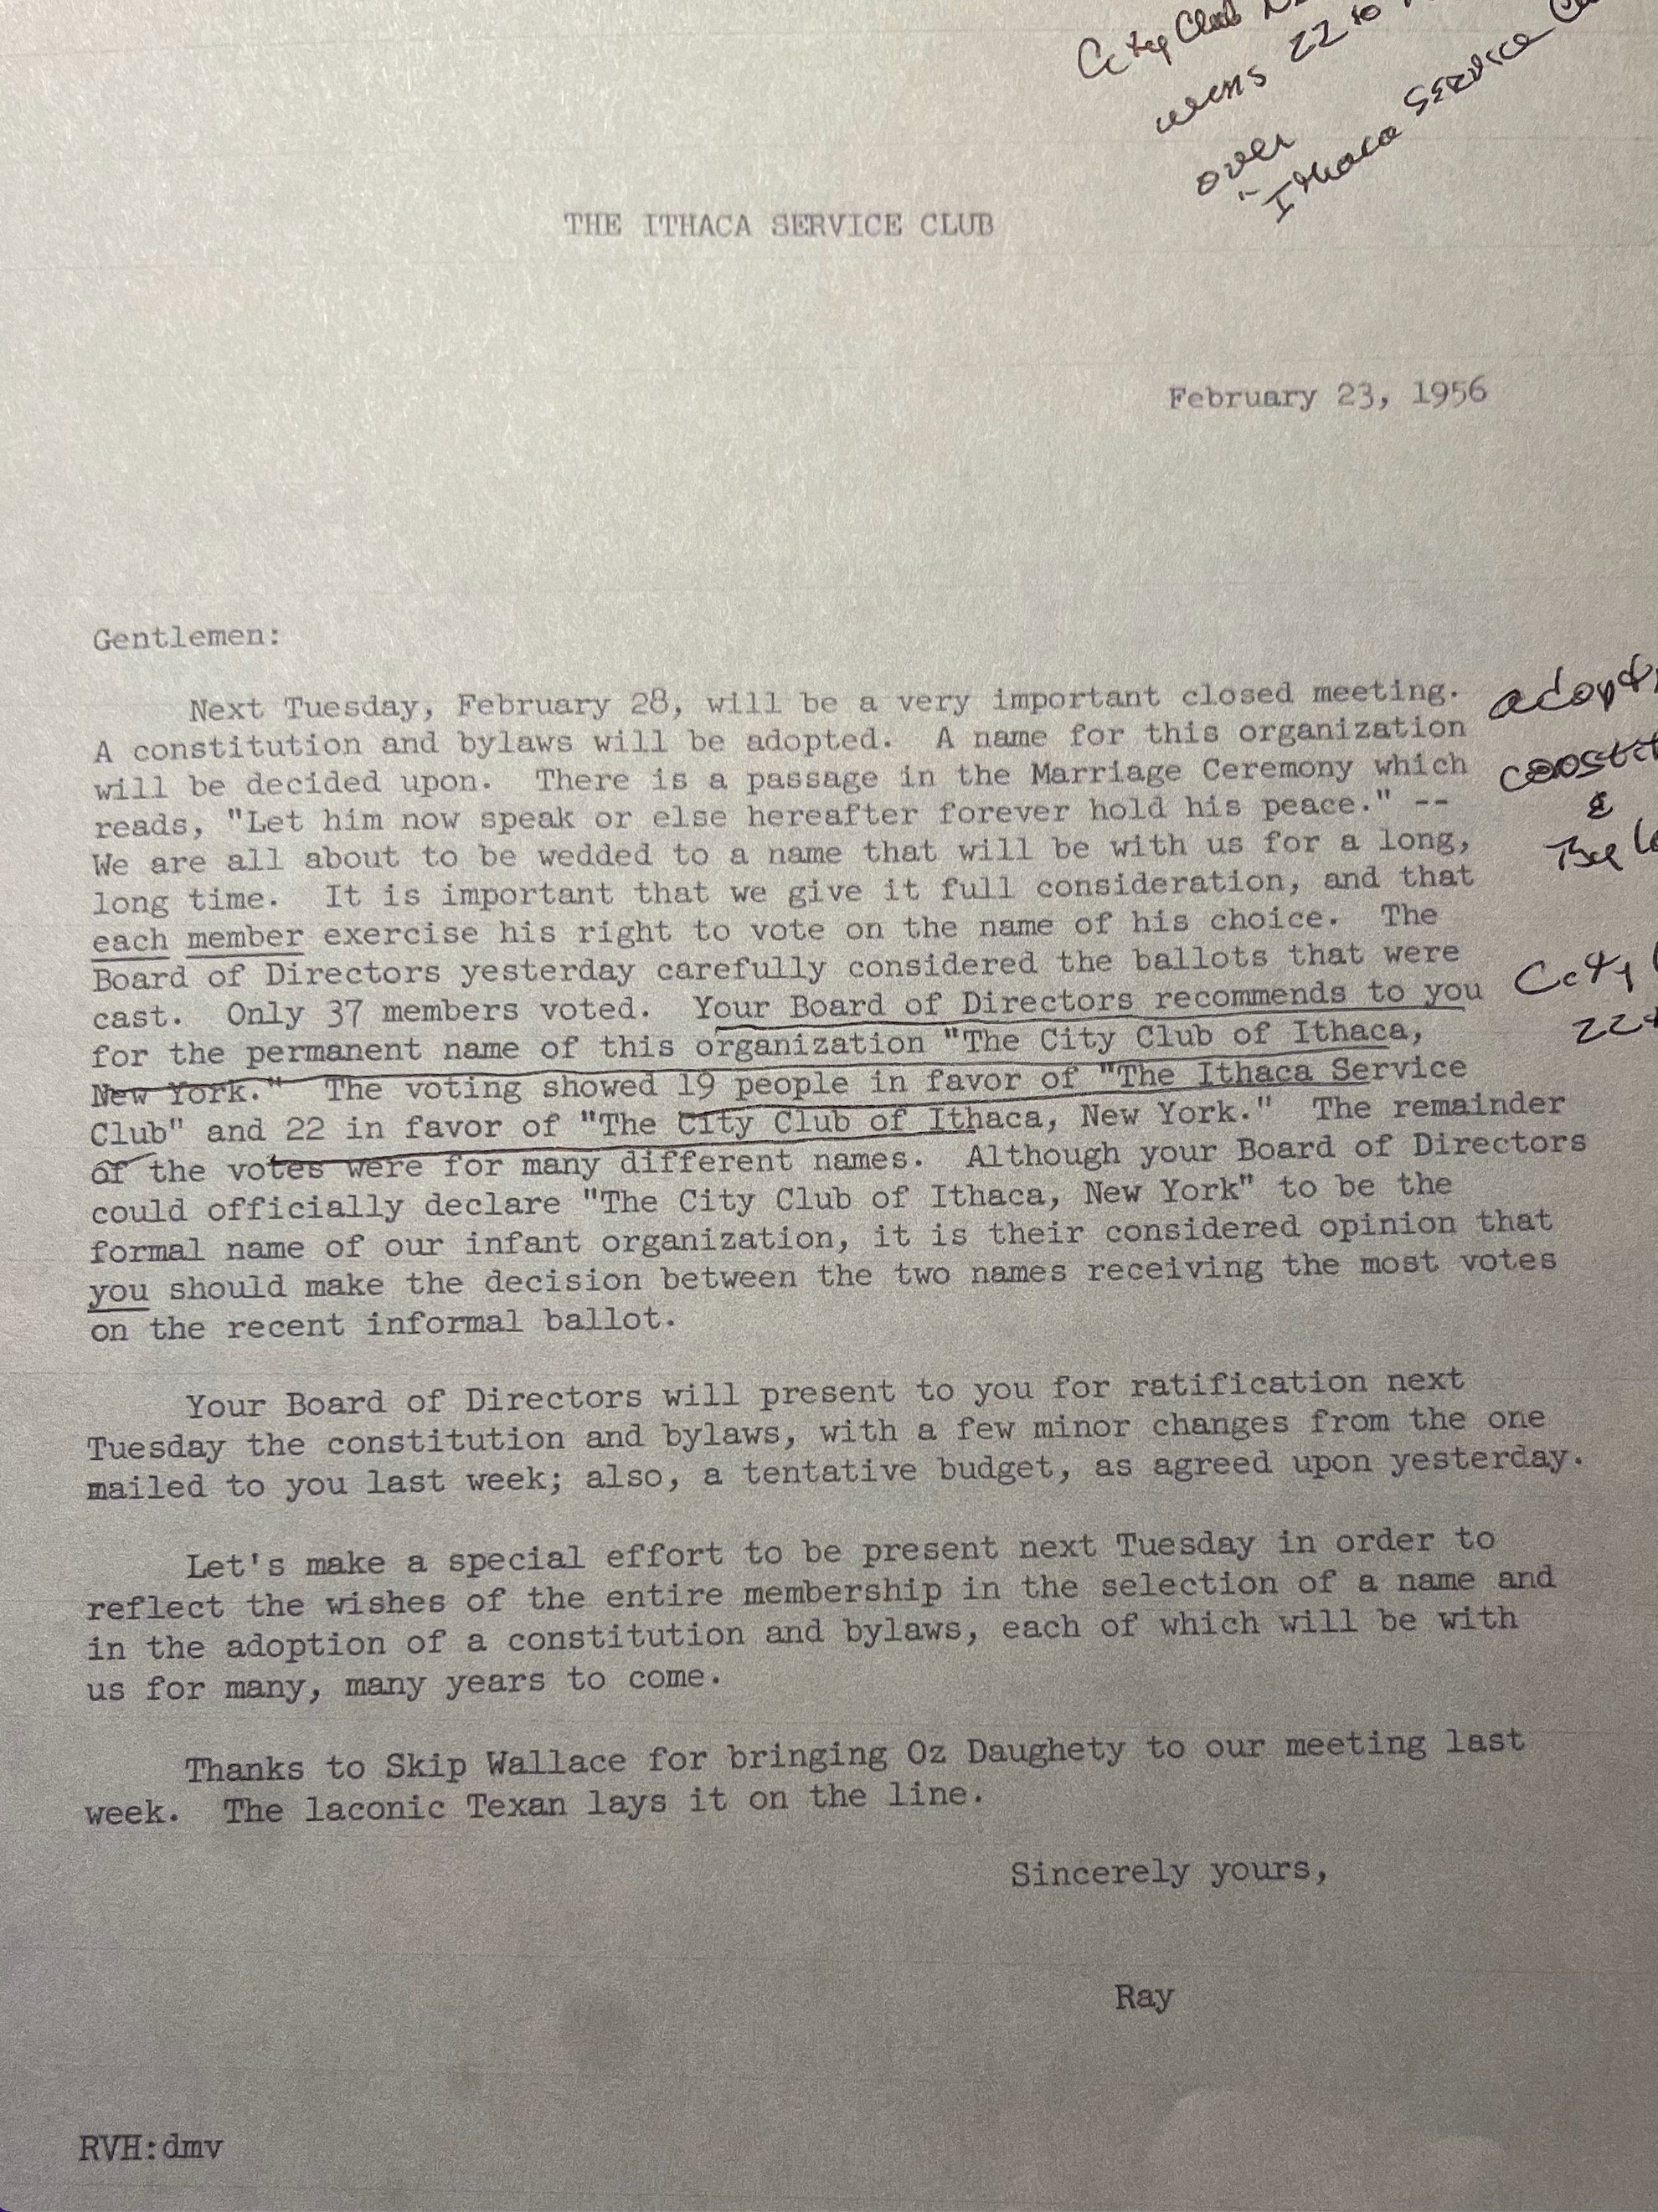 City Club
wins 22 to
over
"Ithaca Service
THE ITHACA SERVICE CLUB
February 23, 1956
Gentlemen:
Next Tuesday, February 28, will be a very important closed meeting.
A constitution and bylaws will be adopted. A name for this organization
will be decided upon. There is a passage in the Marriage Ceremony which
reads, "Let him now speak or else hereafter forever hold his peace." --
We are all about to be wedded to a name that will be with us for a long,
long time. It is important that we give it full consideration, and that
each member exercise his right to vote on the name of his choice. The
Board of Directors yesterday carefully considered the ballots that were
cast. Only 37 members voted. Your Board of Directors recommends to you
for the permanent name of this organization "The City Club of Ithaca,
New York." The voting showed 19 people in favor of "The Ithaca Service
Club" and 22 in favor of "The City Club of Ithaca, New York." The remainder
of the votes were for many different names. Although your Board of Directors
could officially declare "The City Club of Ithaca, New York" to be the
formal name of our infant organization, it is their considered opinion that
you should make the decision between the two names receiving the most votes
on the recent informal ballot.
Your Board of Directors will present to you for ratification next
Tuesday the constitution and bylaws, with a few minor changes from the one
mailed to you last week; also, a tentative budget, as agreed upon yesterday.
Let's make a special effort to be present next Tuesday in order to
reflect the wishes of the entire membership in the selection of a name and
in the adoption of a constitution and bylaws, each of which will be with
us for many, many years to come.
Thanks to Skip Wallace for bringing Oz Daughety to our meeting last
week. The laconic Texan lays it on the line.
Sincerely yours,
Ray
RVH:dmv
adopt
constit
&
By
City
22